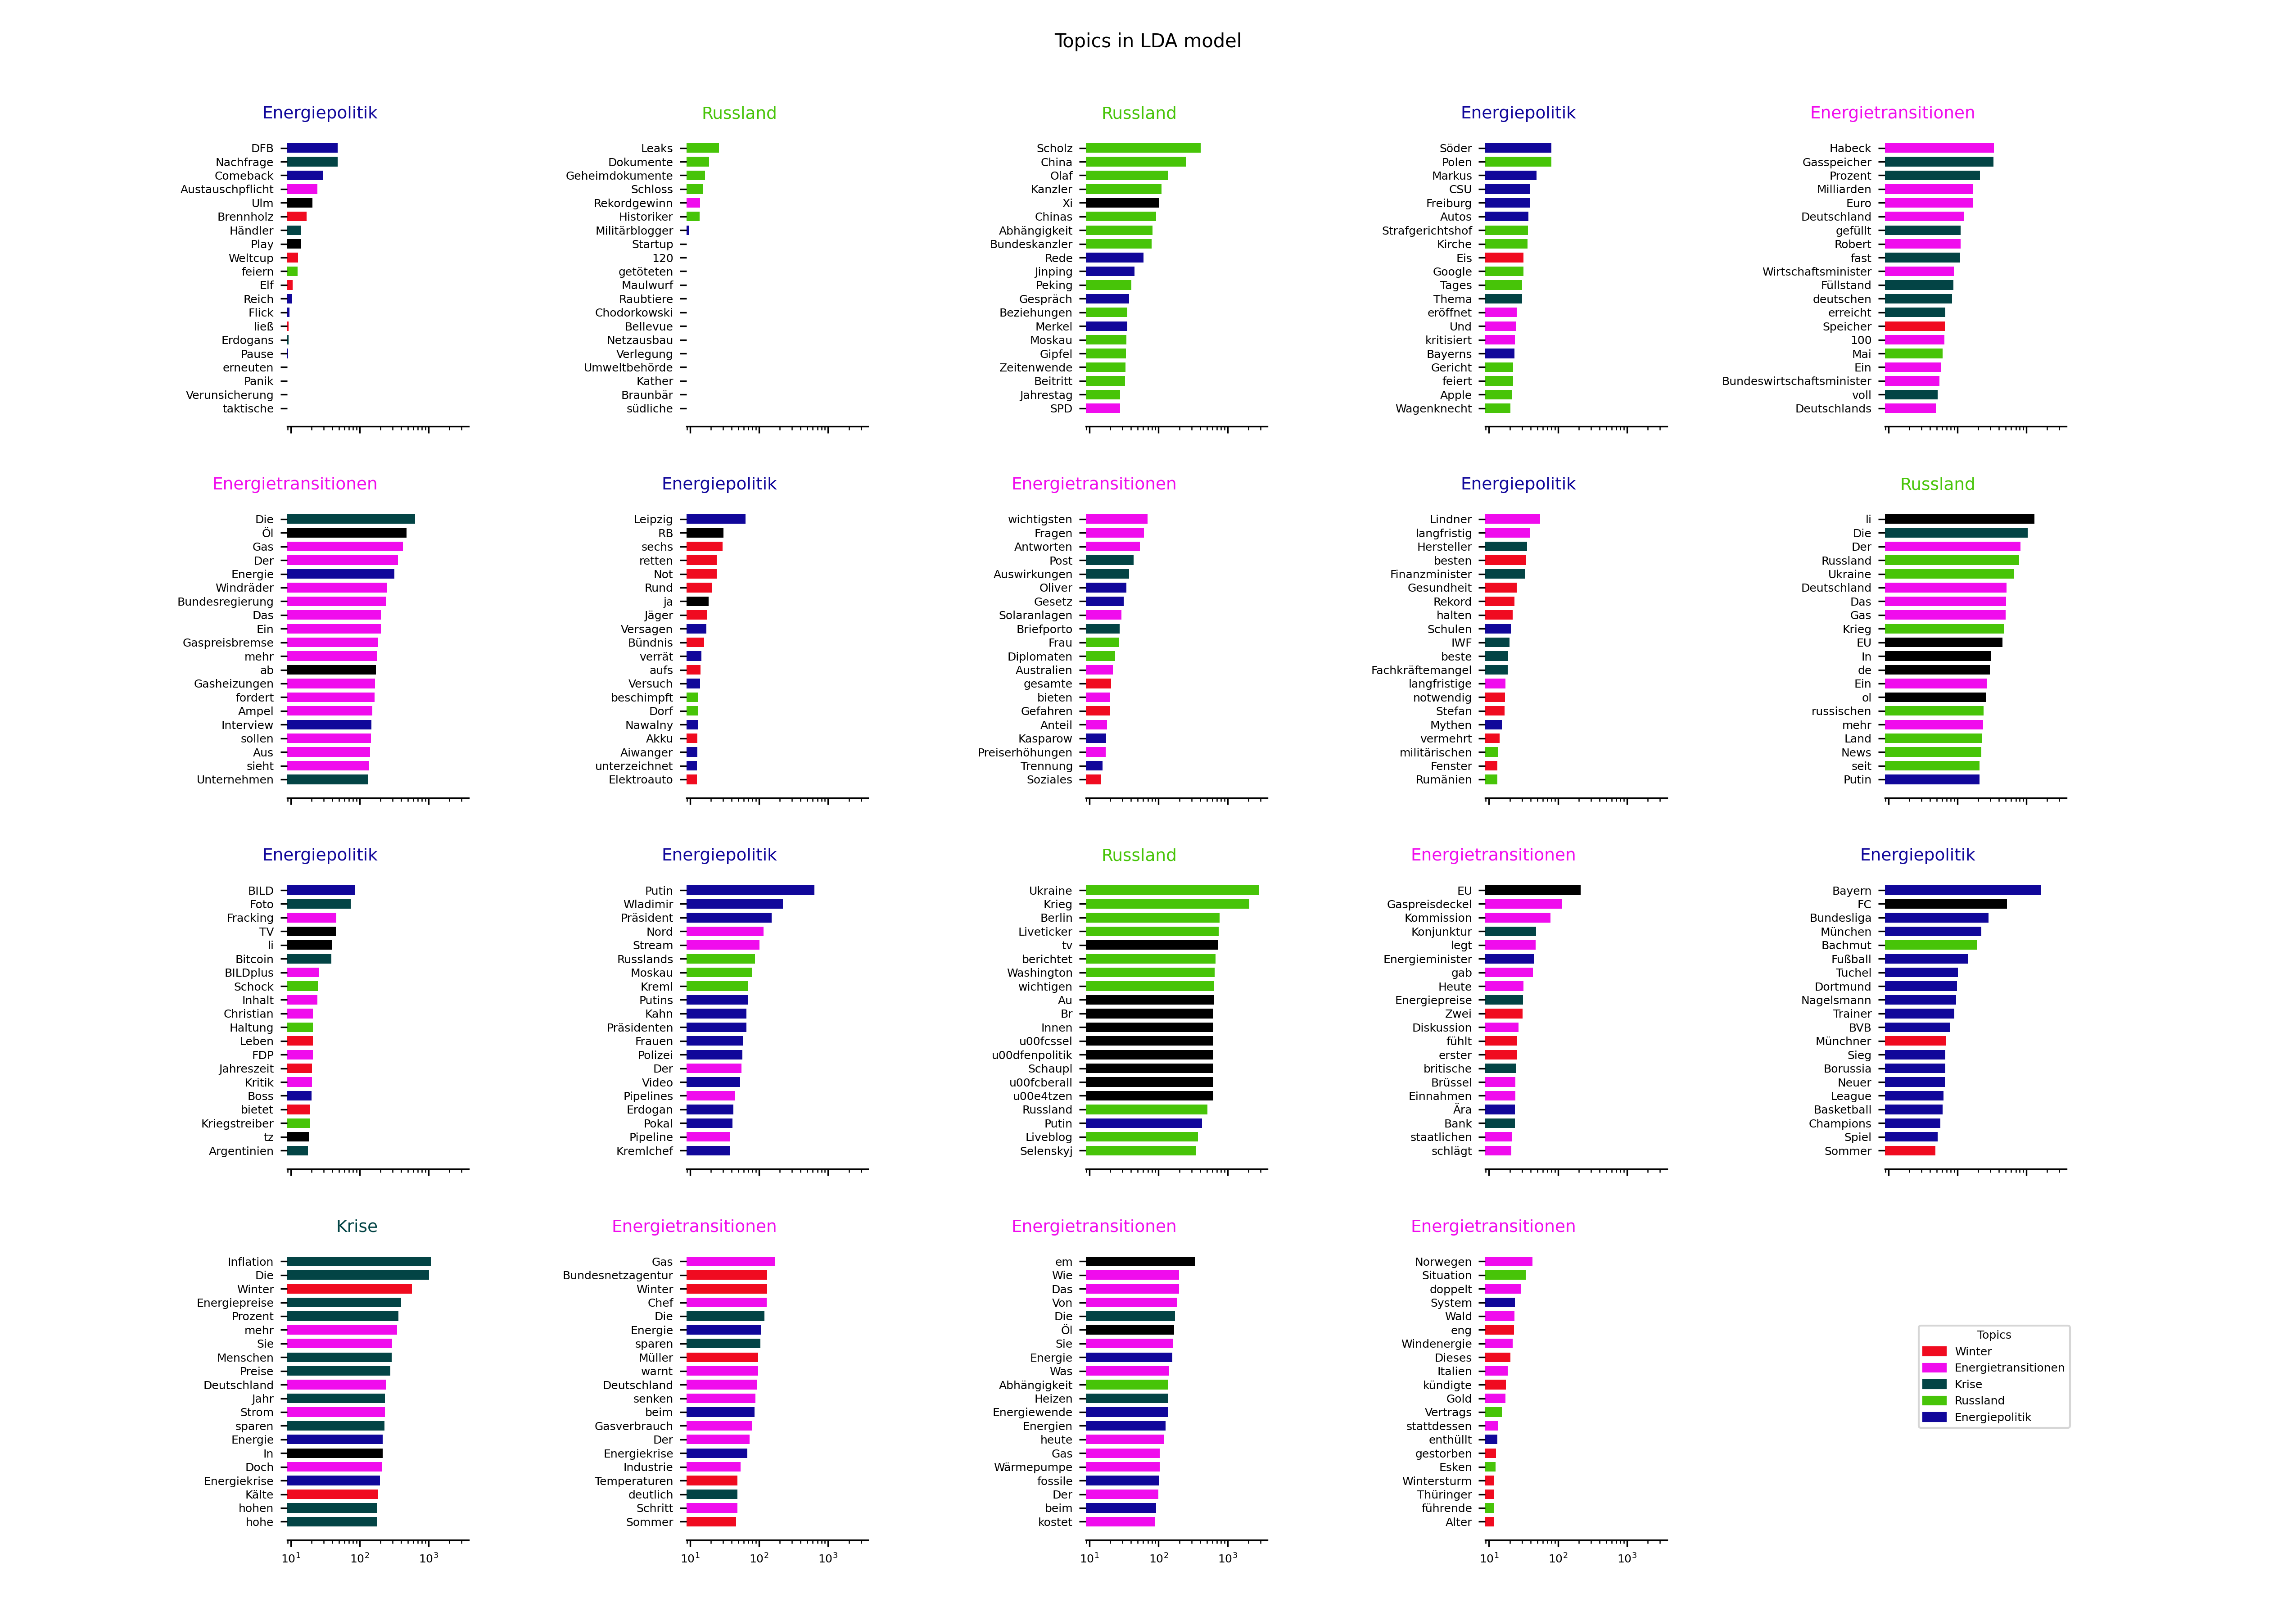 Topics in LDA model
Energiepolitik
DFB
Nachfrage
Comeback
Austauschpflicht
Ulm
Brennholz
Händler
Play
Weltcup
feiern
Elf
Reich
Flick
ließ
Erdogans
Pause
erneuten
Panik
Verunsicherung
taktische
Russland
Leaks
Dokumente
Geheimdokumente
Schloss
Rekordgewinn
Historiker
Militärblogger
Startup
120
getöteten
Maulwurf
Raubtiere
Chodorkowski
Bellevue
Netzausbau
Verlegung
Umweltbehörde
Kather
Braunbär
südliche
Russland
Scholz
China
Olaf
Kanzler
Xi
Chinas
Abhängigkeit
Bundeskanzler
Rede
Jinping
Peking
Gespräch
Beziehungen
Merkel
Moskau
Gipfel
Zeitenwende
Beitritt
Jahrestag
SPD
Energiepolitik
Söder
Polen
Markus
CSU
Freiburg
Autos
Strafgerichtshof
Kirche
Eis
Google
Tages
Thema
eröffnet
Und
kritisiert
Bayerns
Gericht
feiert
Apple
Wagenknecht
Energietransitionen
Habeck
Gasspeicher
Prozent
Milliarden
Euro
Deutschland
gefüllt
Robert
fast
Wirtschaftsminister
Füllstand
deutschen
erreicht
Speicher
100
Mai
Ein
Bundeswirtschaftsminister
voll
Deutschlands
Energietransitionen
Die
Öl
Gas
Der
Energie
Windräder
Bundesregierung
Das
Ein
Gaspreisbremse
mehr
ab
Gasheizungen
fordert
Ampel
Interview
sollen
Aus
sieht
Unternehmen
Energiepolitik
Leipzig
RB
sechs
retten
Not
Rund
ja
Jäger
Versagen
Bündnis
verrät
aufs
Versuch
beschimpft
Dorf
Nawalny
Akku
Aiwanger
unterzeichnet
Elektroauto
Energietransitionen
wichtigsten
Fragen
Antworten
Post
Auswirkungen
Oliver
Gesetz
Solaranlagen
Briefporto
Frau
Diplomaten
Australien
gesamte
bieten
Gefahren
Anteil
Kasparow
Preiserhöhungen
Trennung
Soziales
Energiepolitik
Lindner
langfristig
Hersteller
besten
Finanzminister
Gesundheit
Rekord
halten
Schulen
IWF
beste
Fachkräftemangel
langfristige
notwendig
Stefan
Mythen
vermehrt
militärischen
Fenster
Rumänien
Russland
li
Die
Der
Russland
Ukraine
Deutschland
Das
Gas
Krieg
EU
In
de
Ein
ol
russischen
mehr
Land
News
seit
Putin
Energiepolitik
BILD
Foto
Fracking
TV
li
Bitcoin
BILDplus
Schock
Inhalt
Christian
Haltung
Leben
FDP
Jahreszeit
Kritik
Boss
bietet
Kriegstreiber
tz
Argentinien
Energiepolitik
Putin
Wladimir
Präsident
Nord
Stream
Russlands
Moskau
Kreml
Putins
Kahn
Präsidenten
Frauen
Polizei
Der
Video
Pipelines
Erdogan
Pokal
Pipeline
Kremlchef
Russland
Ukraine
Krieg
Berlin
Liveticker
tv
berichtet
Washington
wichtigen
Au
Br
Innen
u00fcssel
u00dfenpolitik
Schaupl
u00fcberall
u00e4tzen
Russland
Putin
Liveblog
Selenskyj
Energietransitionen
EU
Gaspreisdeckel
Kommission
Konjunktur
legt
Energieminister
gab
Heute
Energiepreise
Zwei
Diskussion
fühlt
erster
britische
Brüssel
Einnahmen
Ära
Bank
staatlichen
schlägt
Energiepolitik
Bayern
FC
Bundesliga
München
Bachmut
Fußball
Tuchel
Dortmund
Nagelsmann
Trainer
BVB
Münchner
Sieg
Borussia
Neuer
League
Basketball
Champions
Spiel
Sommer
Krise
Inflation
Die
Winter
Energiepreise
Prozent
mehr
Sie
Menschen
Preise
Deutschland
Jahr
Strom
sparen
Energie
In
Doch
Energiekrise
Kälte
hohen
hohe
10¹ 10² 10³
Energietransitionen
Gas
Bundesnetzagentur
Winter
Chef
Die
Energie
sparen
Müller
warnt
Deutschland
senken
beim
Gasverbrauch
Der
Energiekrise
Industrie
Temperaturen
deutlich
Schritt
Sommer
10¹ 10² 10³
Energietransitionen
em
Wie
Das
Von
Die
Öl
Sie
Energie
Was
Abhängigkeit
Heizen
Energiewende
Energien
heute
Gas
Wärmepumpe
fossile
Der
beim
kostet
10¹ 10² 10³
Energietransitionen
Norwegen
Situation
doppelt
System
Wald
eng
Windenergie
Dieses
Italien
kündigte
Gold
Vertrags
stattdessen
enthüllt
gestorben
Esken
Wintersturm
Thüringer
führende
Alter
10¹ 10² 10³
Topics
Winter
Energietransitionen
Krise
Russland
Energiepolitik